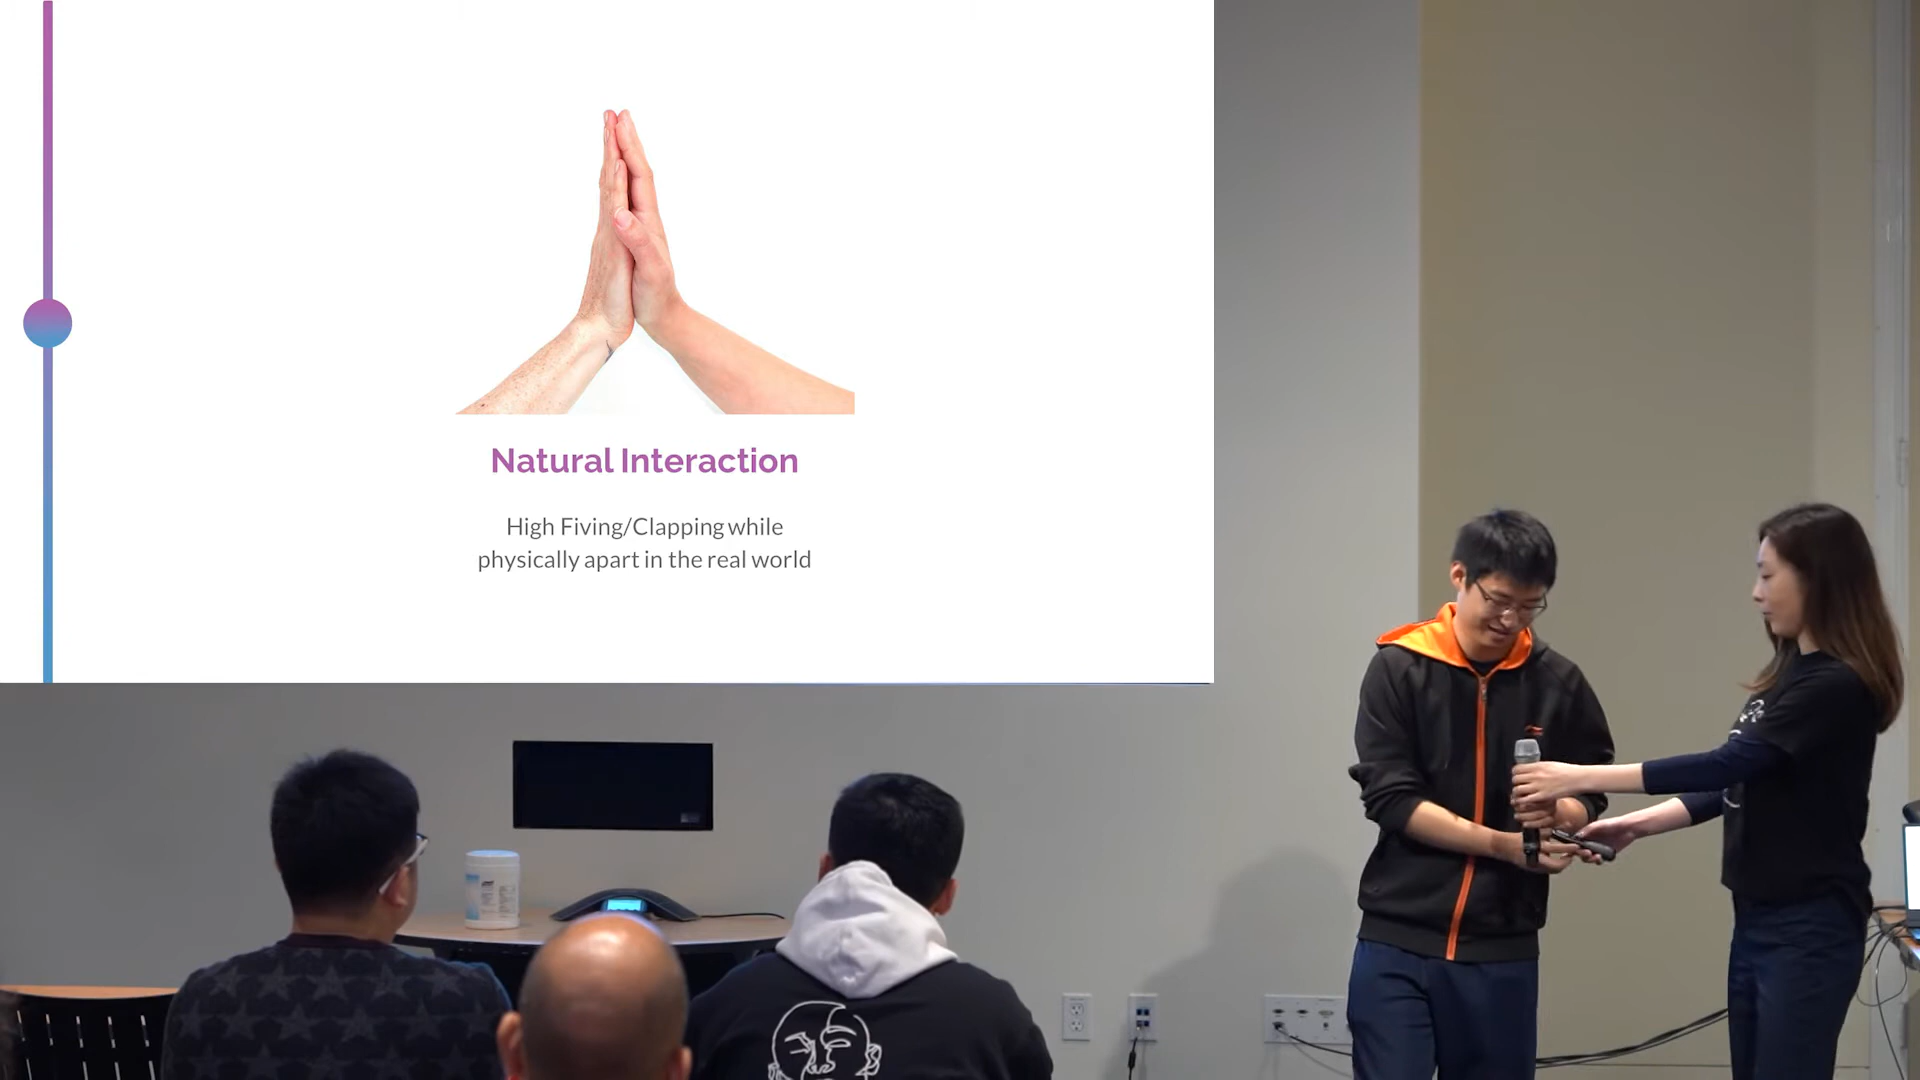 Natural Interaction
High Fiving/Clapping while
physically apart in the real world